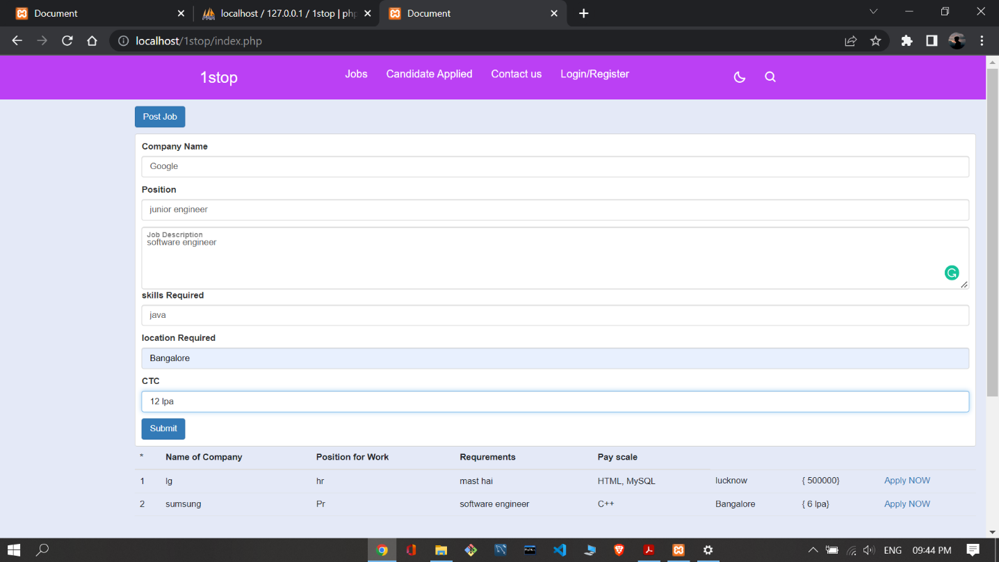 Document
localhost / 127.0.0.1 / 1stop | php
Document
localhost/1stop/index.php
1stop
Jobs
Candidate Applied
Contact us
Login/Register
Post Job
Company Name
Google
Position
junior engineer
Job Description
software engineer
skills Required
java
location Required
Bangalore
CTC
12 lpa
Submit
* Name of Company Position for Work Requrements Pay scale
1 lg hr mast hai HTML, MySQL lucknow { 500000} Apply NOW
2 sumsung Pr software engineer C++ Bangalore { 6 lpa} Apply NOW
ENG 09:44 PM